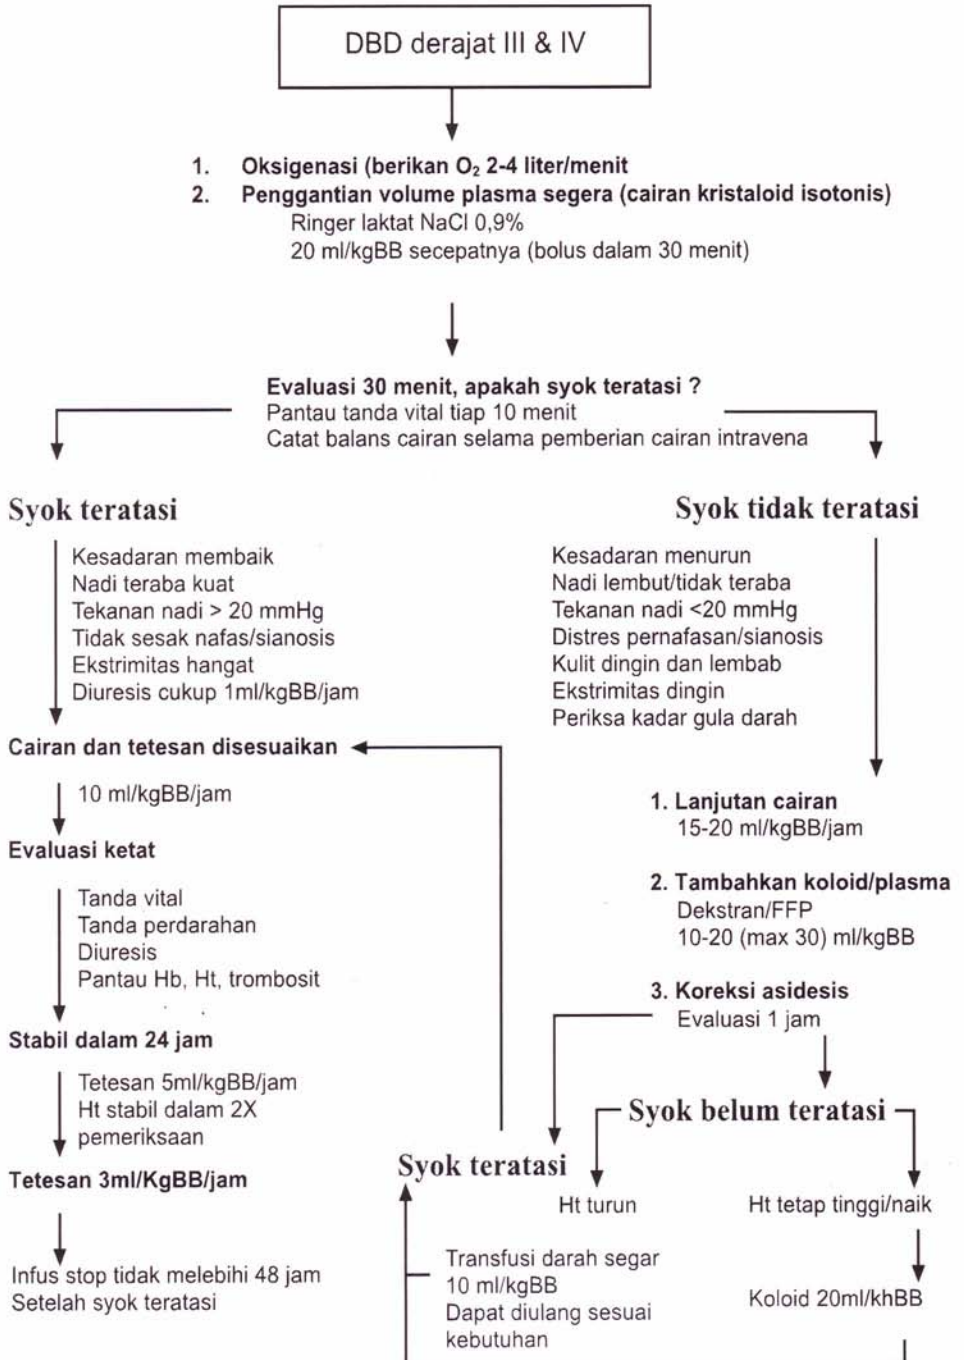 DBD derajat III & IV
1. Oksigenasi (berikan O₂ 2-4 liter/menit
2. Penggantian volume plasma segera (cairan kristaloid isotonis)
Ringer laktat NaCl 0,9%
20 ml/kgBB secepatnya (bolus dalam 30 menit)
Evaluasi 30 menit, apakah syok teratasi ?
Pantau tanda vital tiap 10 menit
Catat balans cairan selama pemberian cairan intravena
Syok teratasi
Kesadaran membaik
Nadi teraba kuat
Tekanan nadi > 20 mmHg
Tidak sesak nafas/sianosis
Ekstrimitas hangat
Diuresis cukup 1ml/kgBB/jam
Cairan dan tetesan disesuaikan
10 ml/kgBB/jam
Evaluasi ketat
Tanda vital
Tanda perdarahan
Diuresis
Pantau Hb, Ht, trombosit
Stabil dalam 24 jam
Tetesan 5ml/kgBB/jam
Ht stabil dalam 2X
pemeriksaan
Tetesan 3ml/KgBB/jam
Infus stop tidak melebihi 48 jam
Setelah syok teratasi
Syok tidak teratasi
Kesadaran menurun
Nadi lembut/tidak teraba
Tekanan nadi <20 mmHg
Distres pernafasan/sianosis
Kulit dingin dan lembab
Ekstrimitas dingin
Periksa kadar gula darah
1. Lanjutan cairan
15-20 ml/kgBB/jam
2. Tambahkan koloid/plasma
Dekstran/FFP
10-20 (max 30) ml/kgBB
3. Koreksi asidesis
Evaluasi 1 jam
Syok belum teratasi
Syok teratasi
Ht turun
Ht tetap tinggi/naik
Transfusi darah segar
10 ml/kgBB
Dapat diulang sesuai
kebutuhan
Koloid 20ml/khBB